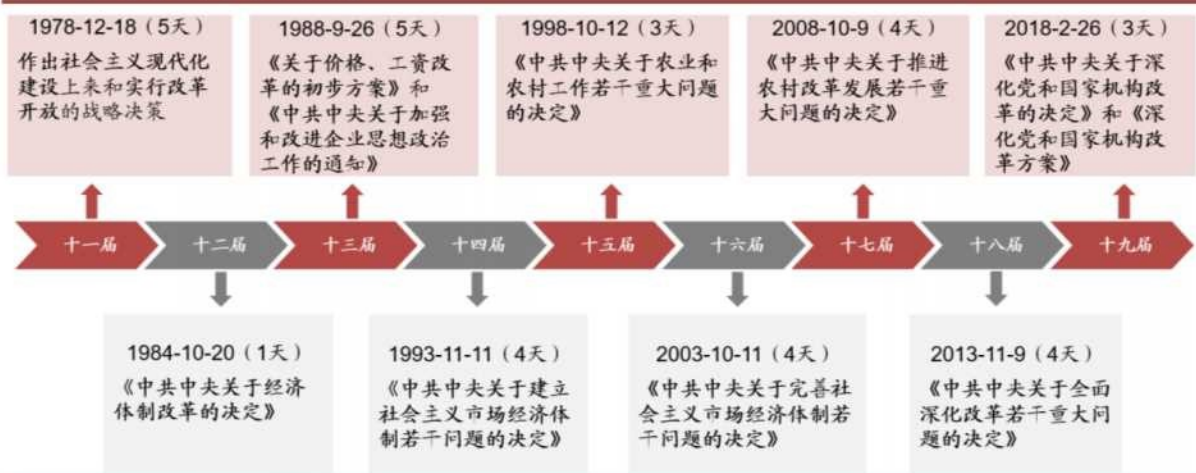 1978-12-18（5天）
作出社会主义现代化
建设上来和实行改革
开放的战略决策
1988-9-26（5天）
《关于价格、工资改
革的初步方案》和
《中共中央关于加强
和改进企业思想政治
工作的通知》
1998-10-12（3天）
《中共中央关于农业和
农村工作若干重大问题
的决定》
2008-10-9（4天）
《中共中央关于推进
农村改革发展若干重
大问题的决定》
2018-2-26（3天）
《中共中央关于深
化党和国家机构改
革的决定》和《深
化党和国家机构改
革方案》
十一届
十二届
十三届
十四届
十五届
十六届
十七届
十八届
十九届
1984-10-20（1天）
《中共中央关于经济
体制改革的决定》
1993-11-11（4天）
《中共中央关于建立
社会主义市场经济体
制若干问题的决定》
2003-10-11（4天）
《中共中央关于完善社
会主义市场经济体制若
干问题的决定》
2013-11-9（4天）
《中共中央关于全面
深化改革若干重大问
题的决定》